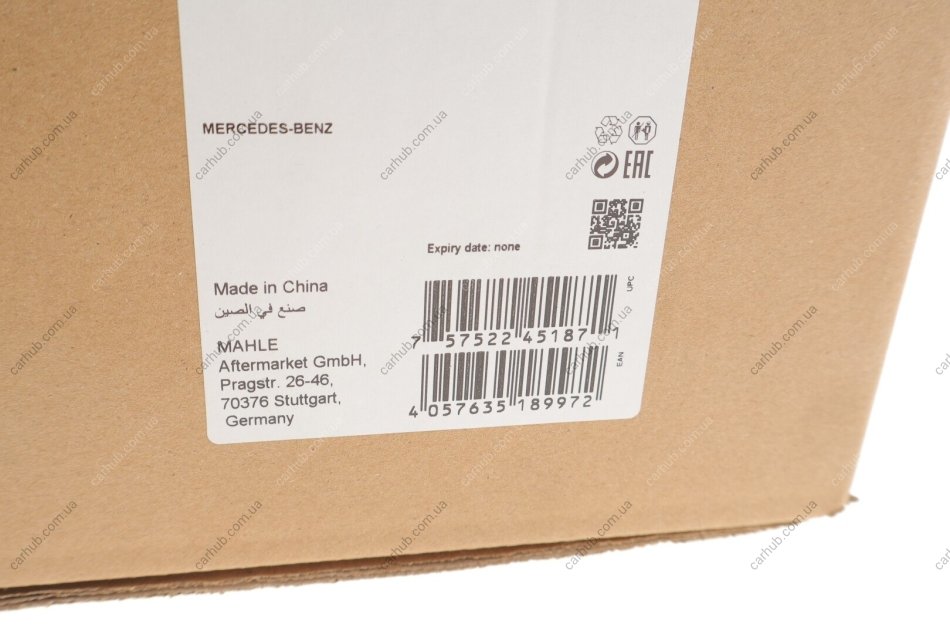 MERCEDES-BENZ
EAC
Expiry date: none
Made in China
صنع في الصين
MAHLE
Aftermarket GmbH,
Pragstr. 26-46,
70376 Stuttgart,
Germany
UPC
7 57522 45187 1
EAN
4 057635 189972
carhub.com.ua